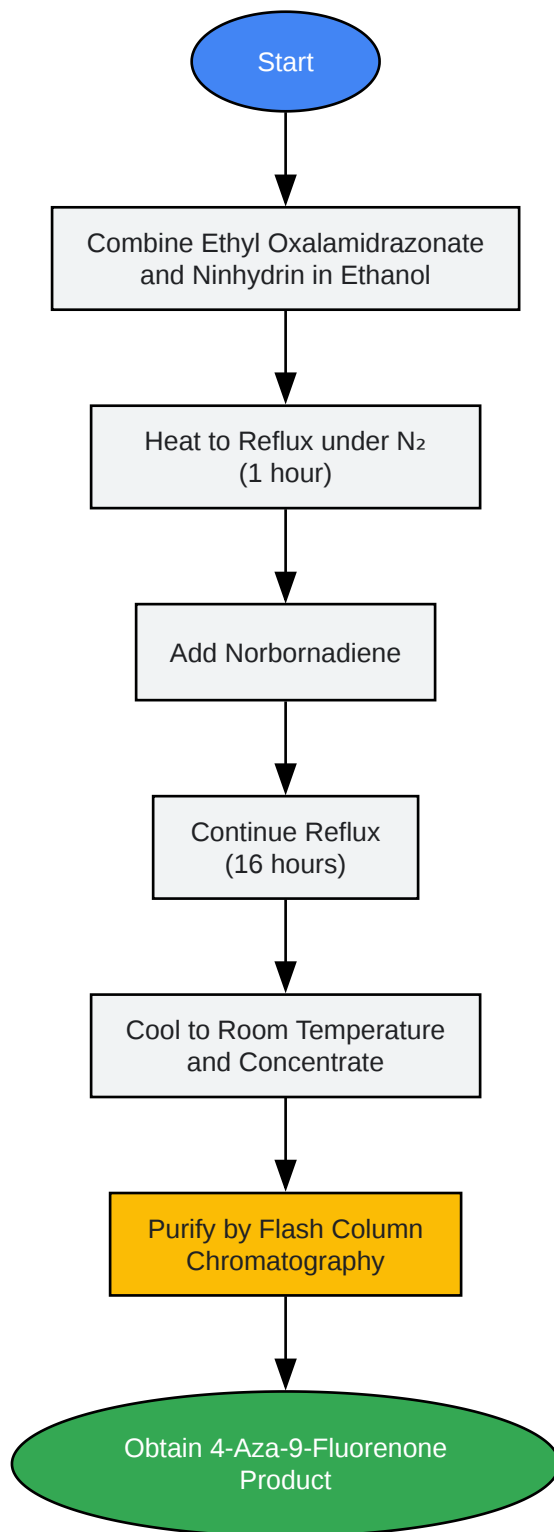 Start
Combine Ethyl Oxalamidrazonate
and Ninhydrin in Ethanol
Heat to Reflux under N₂
(1 hour)
Add Norbornadiene
Continue Reflux
(16 hours)
Cool to Room Temperature
and Concentrate
Purify by Flash Column
Chromatography
Obtain 4-Aza-9-Fluorenone
Product